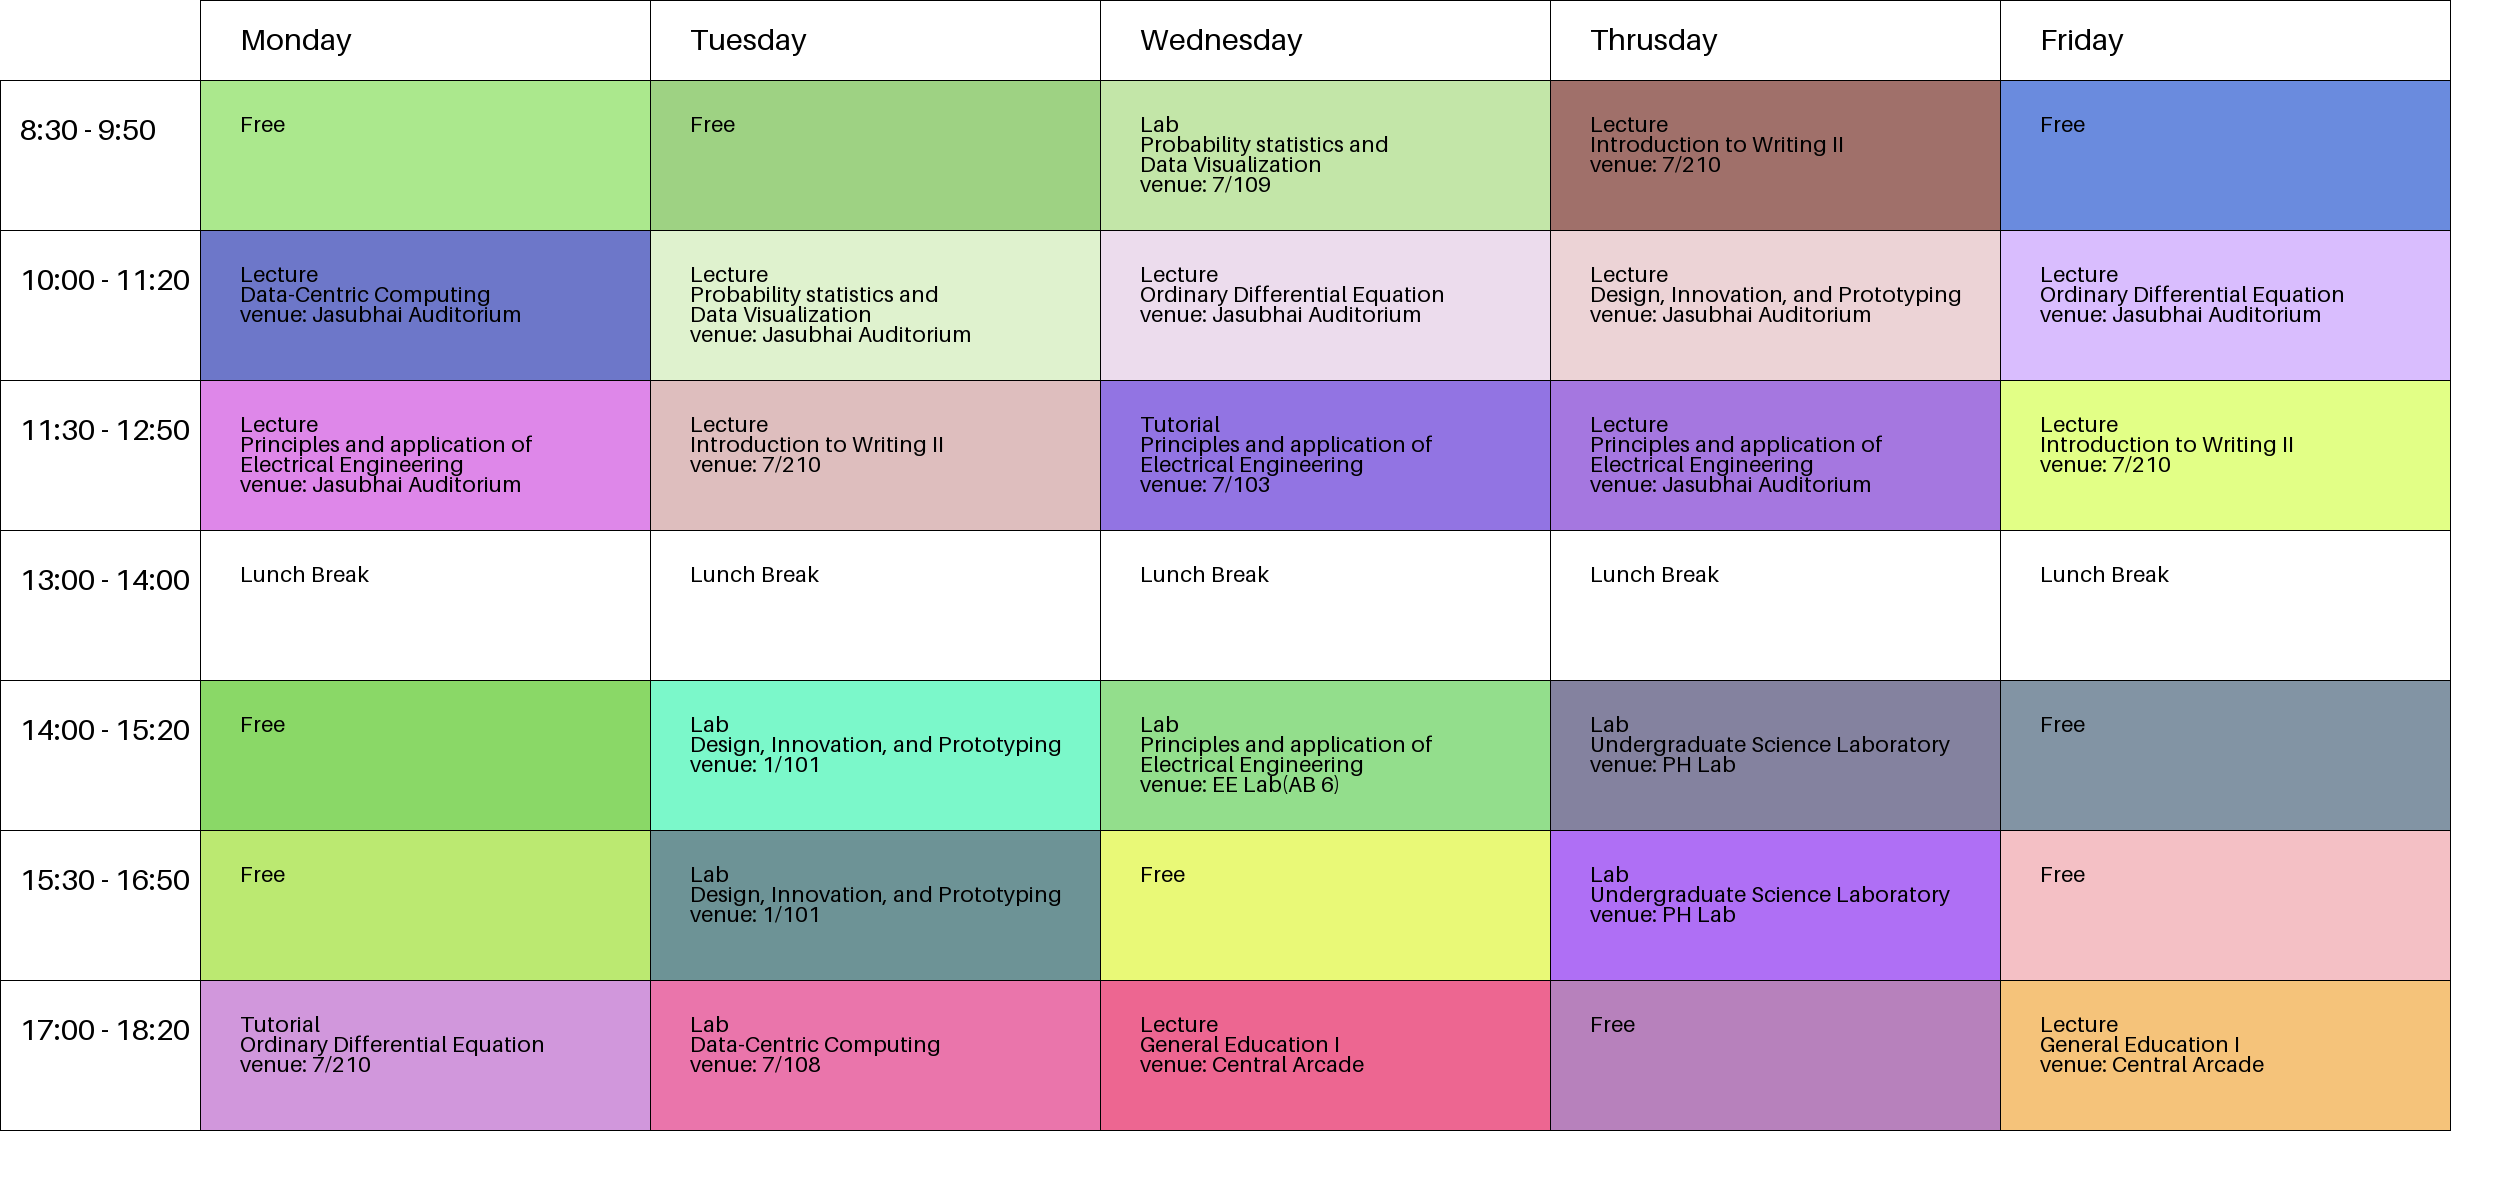 Monday
Tuesday
Wednesday
Thrusday
Friday
8:30 - 9:50
Free
Free
Lab
Probability statistics and
Data Visualization
venue: 7/109
Lecture
Introduction to Writing II
venue: 7/210
Free
10:00 - 11:20
Lecture
Data-Centric Computing
venue: Jasubhai Auditorium
Lecture
Probability statistics and
Data Visualization
venue: Jasubhai Auditorium
Lecture
Ordinary Differential Equation
venue: Jasubhai Auditorium
Lecture
Design, Innovation, and Prototyping
venue: Jasubhai Auditorium
Lecture
Ordinary Differential Equation
venue: Jasubhai Auditorium
11:30 - 12:50
Lecture
Principles and application of
Electrical Engineering
venue: Jasubhai Auditorium
Lecture
Introduction to Writing II
venue: 7/210
Tutorial
Principles and application of
Electrical Engineering
venue: 7/103
Lecture
Principles and application of
Electrical Engineering
venue: Jasubhai Auditorium
Lecture
Introduction to Writing II
venue: 7/210
13:00 - 14:00
Lunch Break
Lunch Break
Lunch Break
Lunch Break
Lunch Break
14:00 - 15:20
Free
Lab
Design, Innovation, and Prototyping
venue: 1/101
Lab
Principles and application of
Electrical Engineering
venue: EE Lab(AB 6)
Lab
Undergraduate Science Laboratory
venue: PH Lab
Free
15:30 - 16:50
Free
Lab
Design, Innovation, and Prototyping
venue: 1/101
Free
Lab
Undergraduate Science Laboratory
venue: PH Lab
Free
17:00 - 18:20
Tutorial
Ordinary Differential Equation
venue: 7/210
Lab
Data-Centric Computing
venue: 7/108
Lecture
General Education I
venue: Central Arcade
Free
Lecture
General Education I
venue: Central Arcade